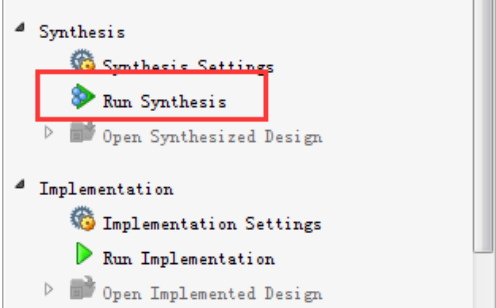 Synthesis
Synthesis Settings
Run Synthesis
Open Synthesized Design
Implementation
Implementation Settings
Run Implementation
Open Implemented Design